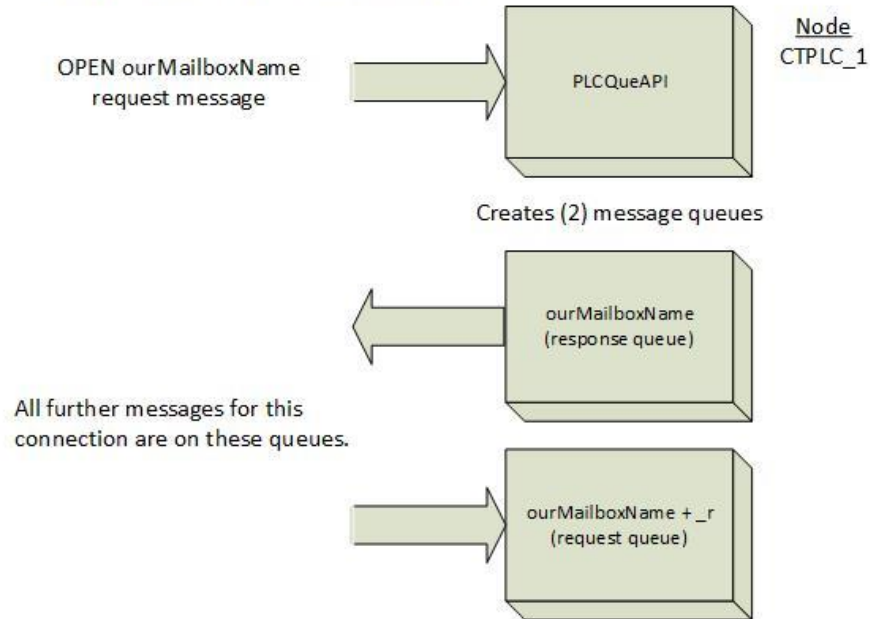 OPEN ourMailboxName
request message
PLCQueAPI
Node
CTPLC_1
Creates (2) message queues
ourMailboxName
(response queue)
All further messages for this
connection are on these queues.
ourMailboxName + _r
(request queue)